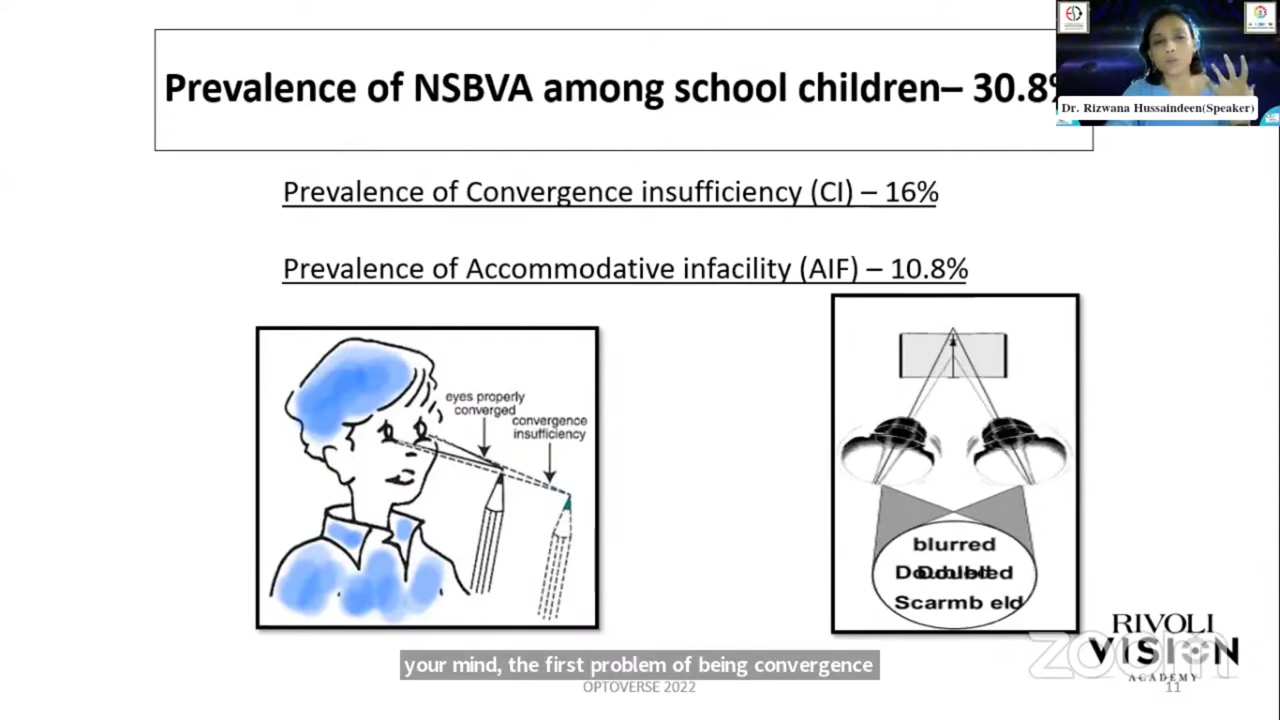 Prevalence of NSBVA among school children– 30.8%
Dr. Rizwana Hussaindeen(Speaker)
Prevalence of Convergence insufficiency (CI) – 16%
Prevalence of Accommodative infacility (AIF) – 10.8%
eyes properly
converged
convergence
insufficiency
blurred
Doubled
Scarmb eld
RIVOLI
VISION
ACADEMY
zoom
your mind, the first problem of being convergence
OPTOVERSE 2022
11